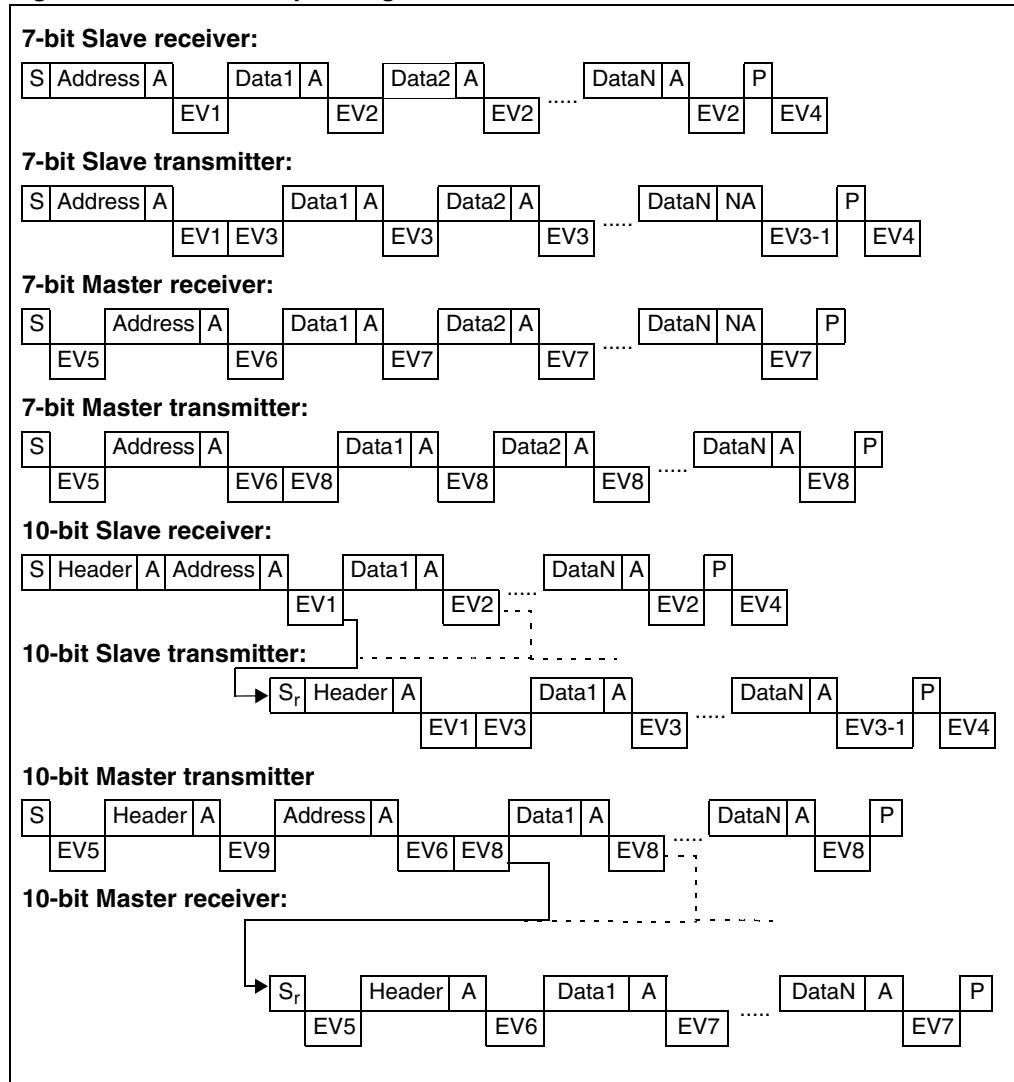 7-bit Slave receiver:
S Address A Data1 A Data2 A ..... DataN A P
EV1 EV2 EV2 EV2 EV4
7-bit Slave transmitter:
S Address A Data1 A Data2 A ..... DataN NA P
EV1 EV3 EV3 EV3 EV3-1 EV4
7-bit Master receiver:
S Address A Data1 A Data2 A ..... DataN NA P
EV5 EV6 EV7 EV7 EV7
7-bit Master transmitter:
S Address A Data1 A Data2 A ..... DataN A P
EV5 EV6 EV8 EV8 EV8 EV8
10-bit Slave receiver:
S Header A Address A Data1 A ..... DataN A P
EV1 EV2 EV2 EV4
10-bit Slave transmitter:
Sr Header A Data1 A ..... DataN A P
EV1 EV3 EV3 EV3-1 EV4
10-bit Master transmitter
S Header A Address A Data1 A ..... DataN A P
EV5 EV9 EV6 EV8 EV8 EV8
10-bit Master receiver:
Sr Header A Data1 A ..... DataN A P
EV5 EV6 EV7 EV7